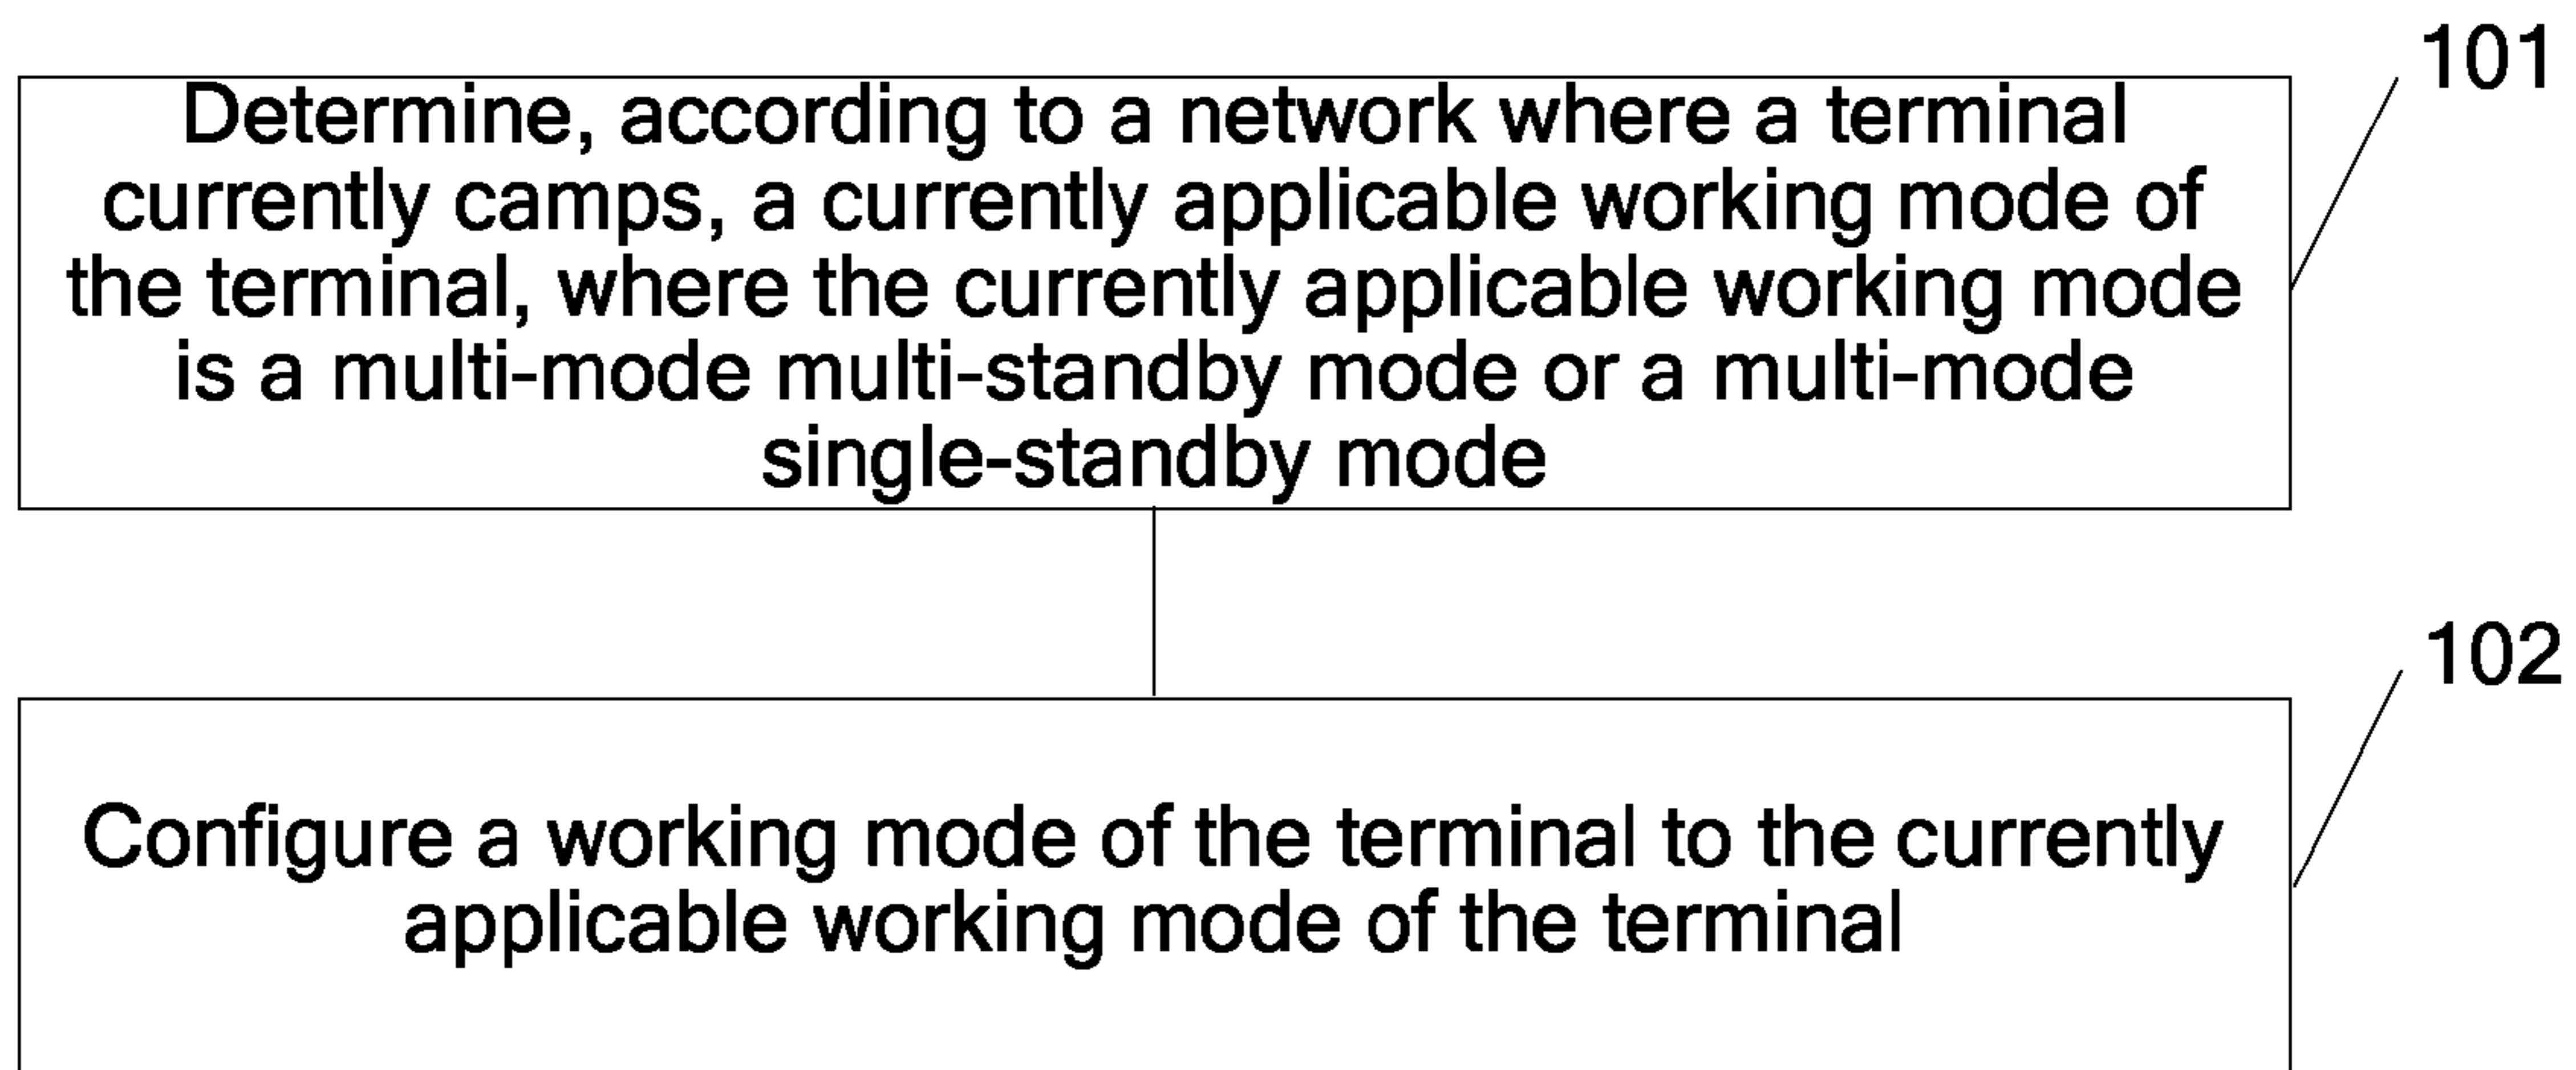 101
Determine, according to a network where a terminal
currently camps, a currently applicable working mode of
the terminal, where the currently applicable working mode
is a multi-mode multi-standby mode or a multi-mode
single-standby mode
102
Configure a working mode of the terminal to the currently
applicable working mode of the terminal